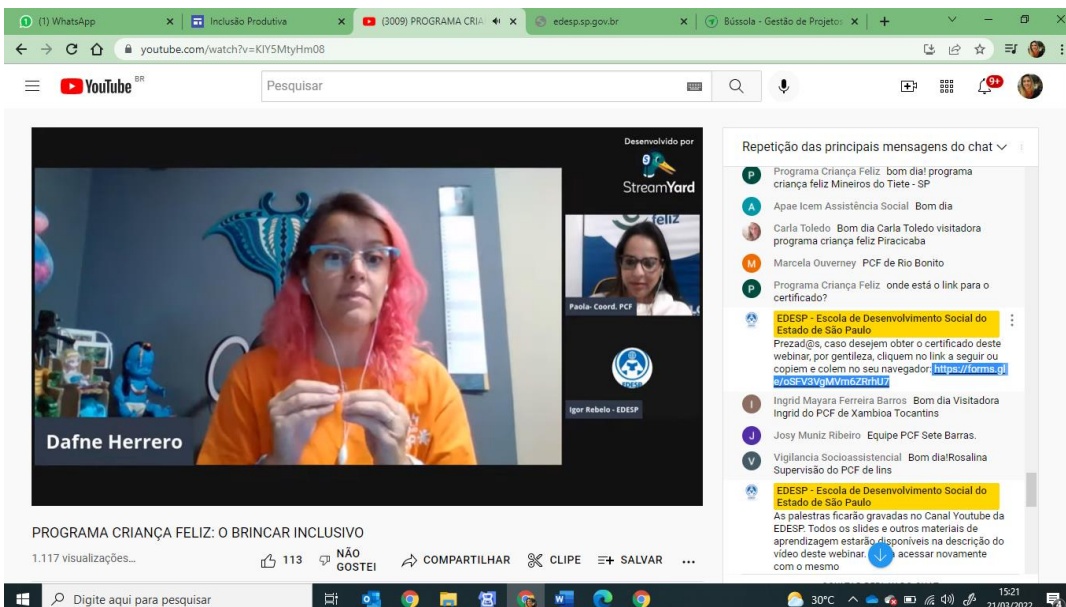 (1) WhatsApp
Inclusão Produtiva
(3009) PROGRAMA CRIA
edesp.sp.gov.br
Bússola - Gestão de Projetos
youtube.com/watch?v=KIY5MtyHm08
YouTube BR
Pesquisar
9+
Desenvolvido por
StreamYard
feliz
Paola- Coord. PCF
EDESP
Igor Rebelo - EDESP
Dafne Herrero
Repetição das principais mensagens do chat
Programa Criança Feliz bom dia! programa
criança feliz Mineiros do Tiete - SP
Apae Icem Assistência Social Bom dia
Carla Toledo Bom dia Carla Toledo visitadora
programa criança feliz Piracicaba
Marcela Ouverney PCF de Rio Bonito
Programa Criança Feliz onde está o link para o
certificado?
EDESP - Escola de Desenvolvimento Social do
Estado de São Paulo
Prezad@s, caso desejem obter o certificado deste
webinar, por gentileza, cliquem no link a seguir ou
copiem e colem no seu navegador: https://forms.gl
e/oSFV3VgMVm6ZRrhU7
Ingrid Mayara Ferreira Barros Bom dia Visitadora
Ingrid do PCF de Xambioa Tocantins
Josy Muniz Ribeiro Equipe PCF Sete Barras.
Vigilancia Socioassistencial Bom dia!Rosalina
Supervisão do PCF de lins
EDESP - Escola de Desenvolvimento Social do
Estado de São Paulo
As palestras ficarão gravadas no Canal Youtube da
EDESP. Todos os slides e outros materiais de
aprendizagem estarão disponíveis na descrição do
vídeo deste webinar. acessar novamente
com o mesmo
PROGRAMA CRIANÇA FELIZ: O BRINCAR INCLUSIVO
1.117 visualizações...
113
NÃO GOSTEI
COMPARTILHAR
CLIPE
SALVAR
Digite aqui para pesquisar
30°C
15:21
21/03/2022